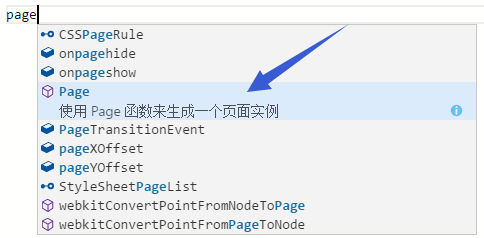 page
CSSPageRule
onpagehide
onpageshow
Page
使用 Page 函数来生成一个页面实例
PageTransitionEvent
pageXOffset
pageYOffset
StyleSheetPageList
webkitConvertPointFromNodeToPage
webkitConvertPointFromPageToNode